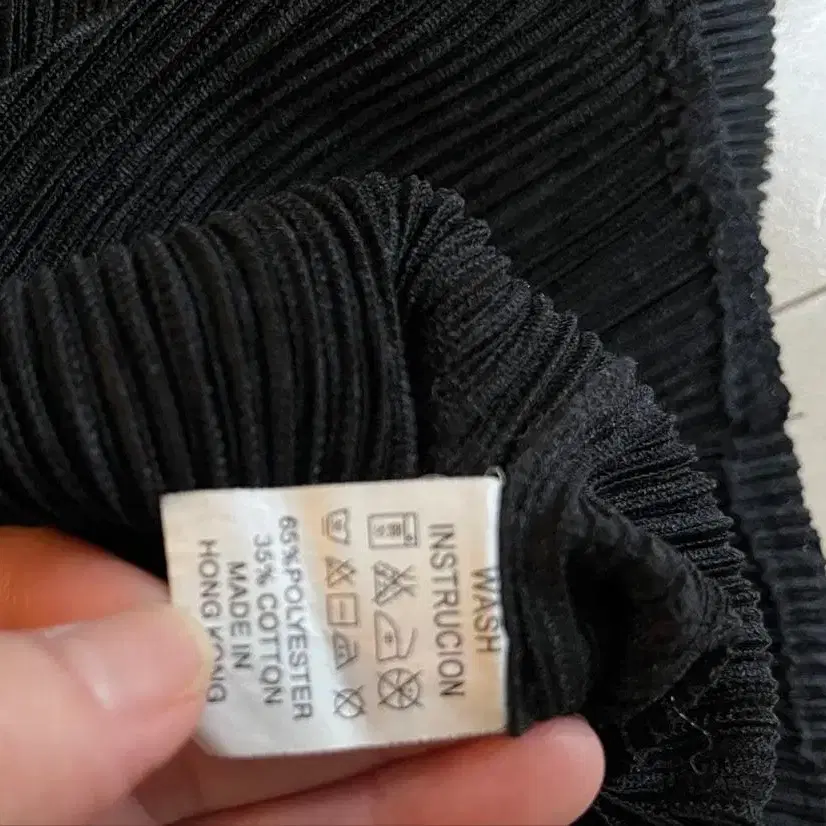 WASH
INSTRUCION
65%POLYESTER
35% COTTON
MADE IN
HONG KONG